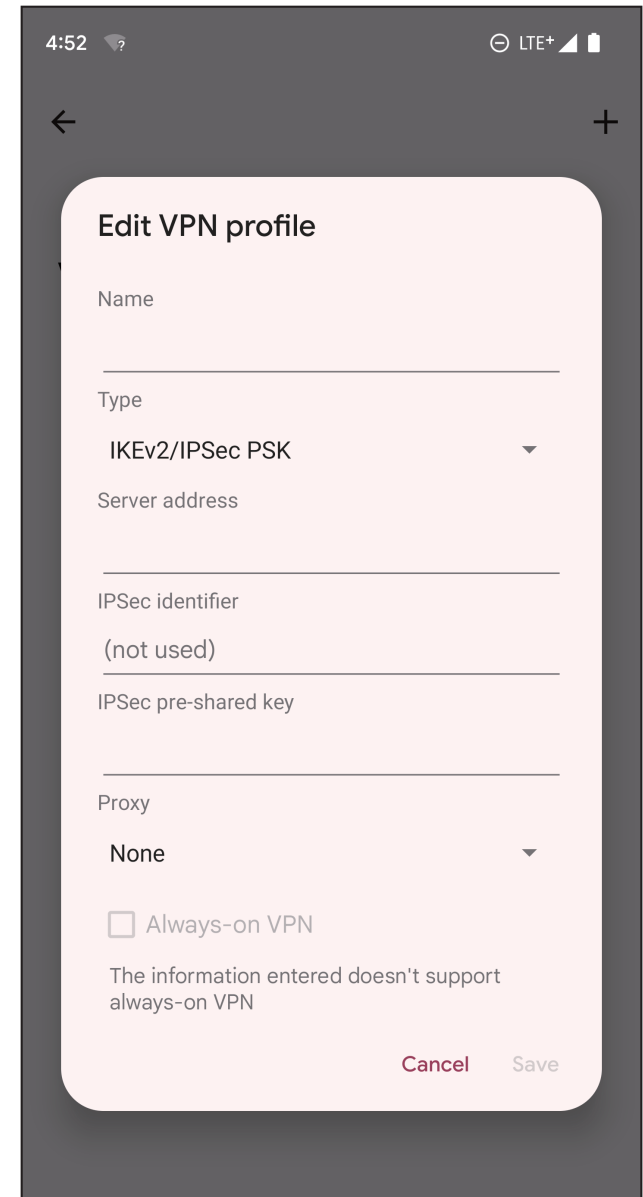 4:52 ? LTE+
Edit VPN profile
Name
Type
IKEv2/IPSec PSK
Server address
IPSec identifier
(not used)
IPSec pre-shared key
Proxy
None
Always-on VPN
The information entered doesn't support
always-on VPN
Cancel Save